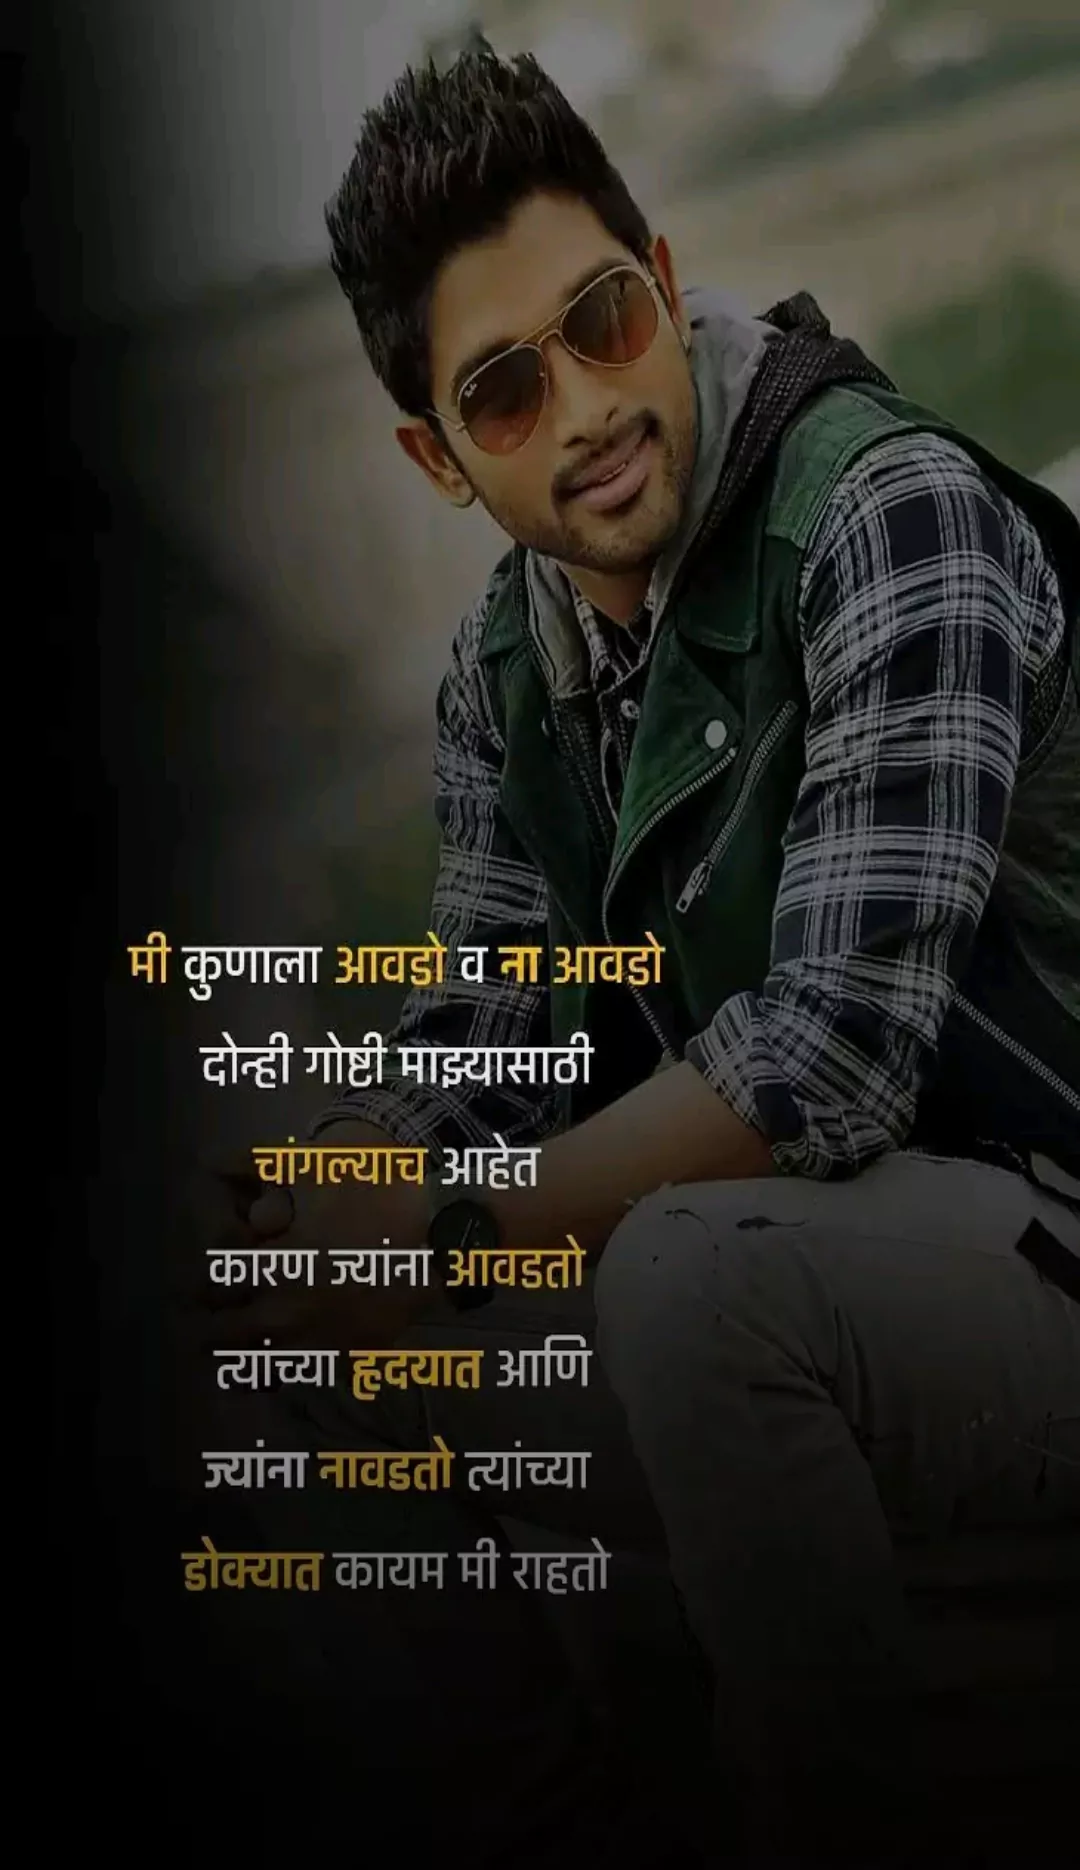 मी कुणाला आवडो व ना आवडो
दोन्ही गोष्टी माझ्यासाठी
चांगल्याच आहेत
कारण ज्यांना आवडतो
त्यांच्या हृदयात आणि
ज्यांना नावडतो त्यांच्या
डोक्यात कायम मी राहतो